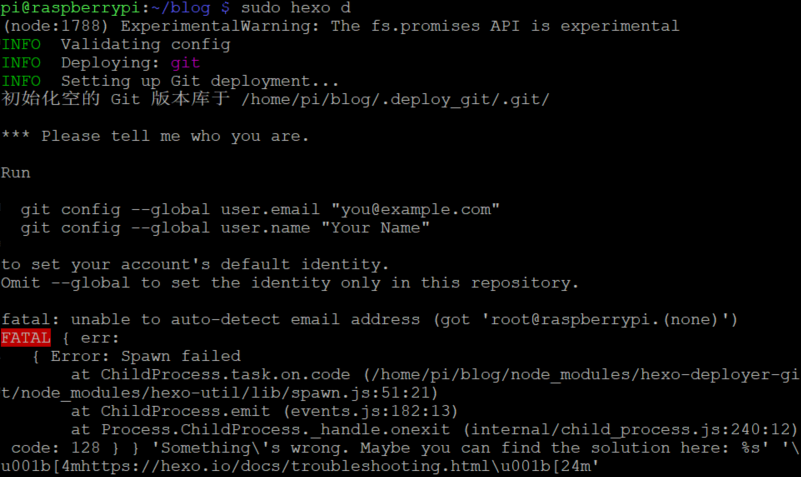 pi@raspberrypi:~/blog $ sudo hexo d
(node:1788) ExperimentalWarning: The fs.promises API is experimental
INFO  Validating config
INFO  Deploying: git
INFO  Setting up Git deployment...
初始化空的 Git 版本库于 /home/pi/blog/.deploy_git/.git/
*** Please tell me who you are.
Run
  git config --global user.email "you@example.com"
  git config --global user.name "Your Name"
to set your account's default identity.
Omit --global to set the identity only in this repository.
fatal: unable to auto-detect email address (got 'root@raspberrypi.(none)')
FATAL { err:
   { Error: Spawn failed
       at ChildProcess.task.on.code (/home/pi/blog/node_modules/hexo-deployer-gi
t/node_modules/hexo-util/lib/spawn.js:51:21)
       at ChildProcess.emit (events.js:182:13)
       at Process.ChildProcess._handle.onexit (internal/child_process.js:240:12)
 code: 128 } } 'Something\'s wrong. Maybe you can find the solution here: %s' '\
u001b[4mhttps://hexo.io/docs/troubleshooting.html\u001b[24m'